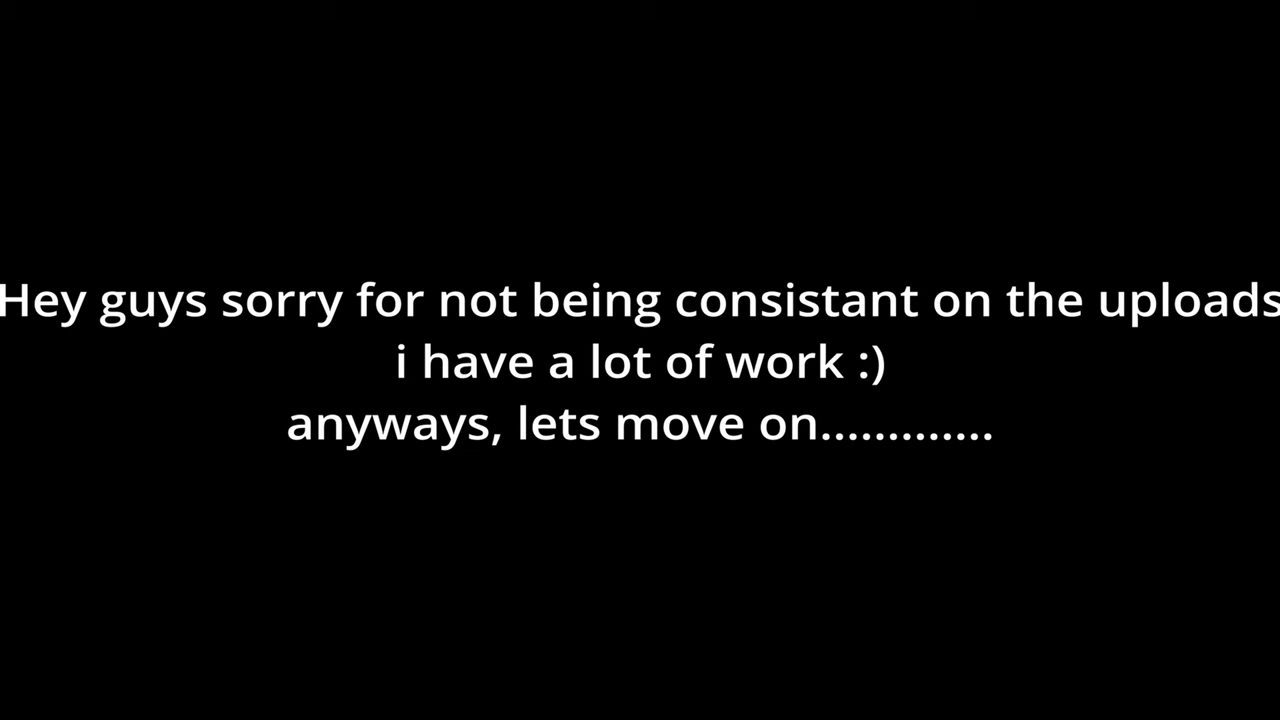 Hey guys sorry for not being consistant on the uploads
i have a lot of work :)
anyways, lets move on.............